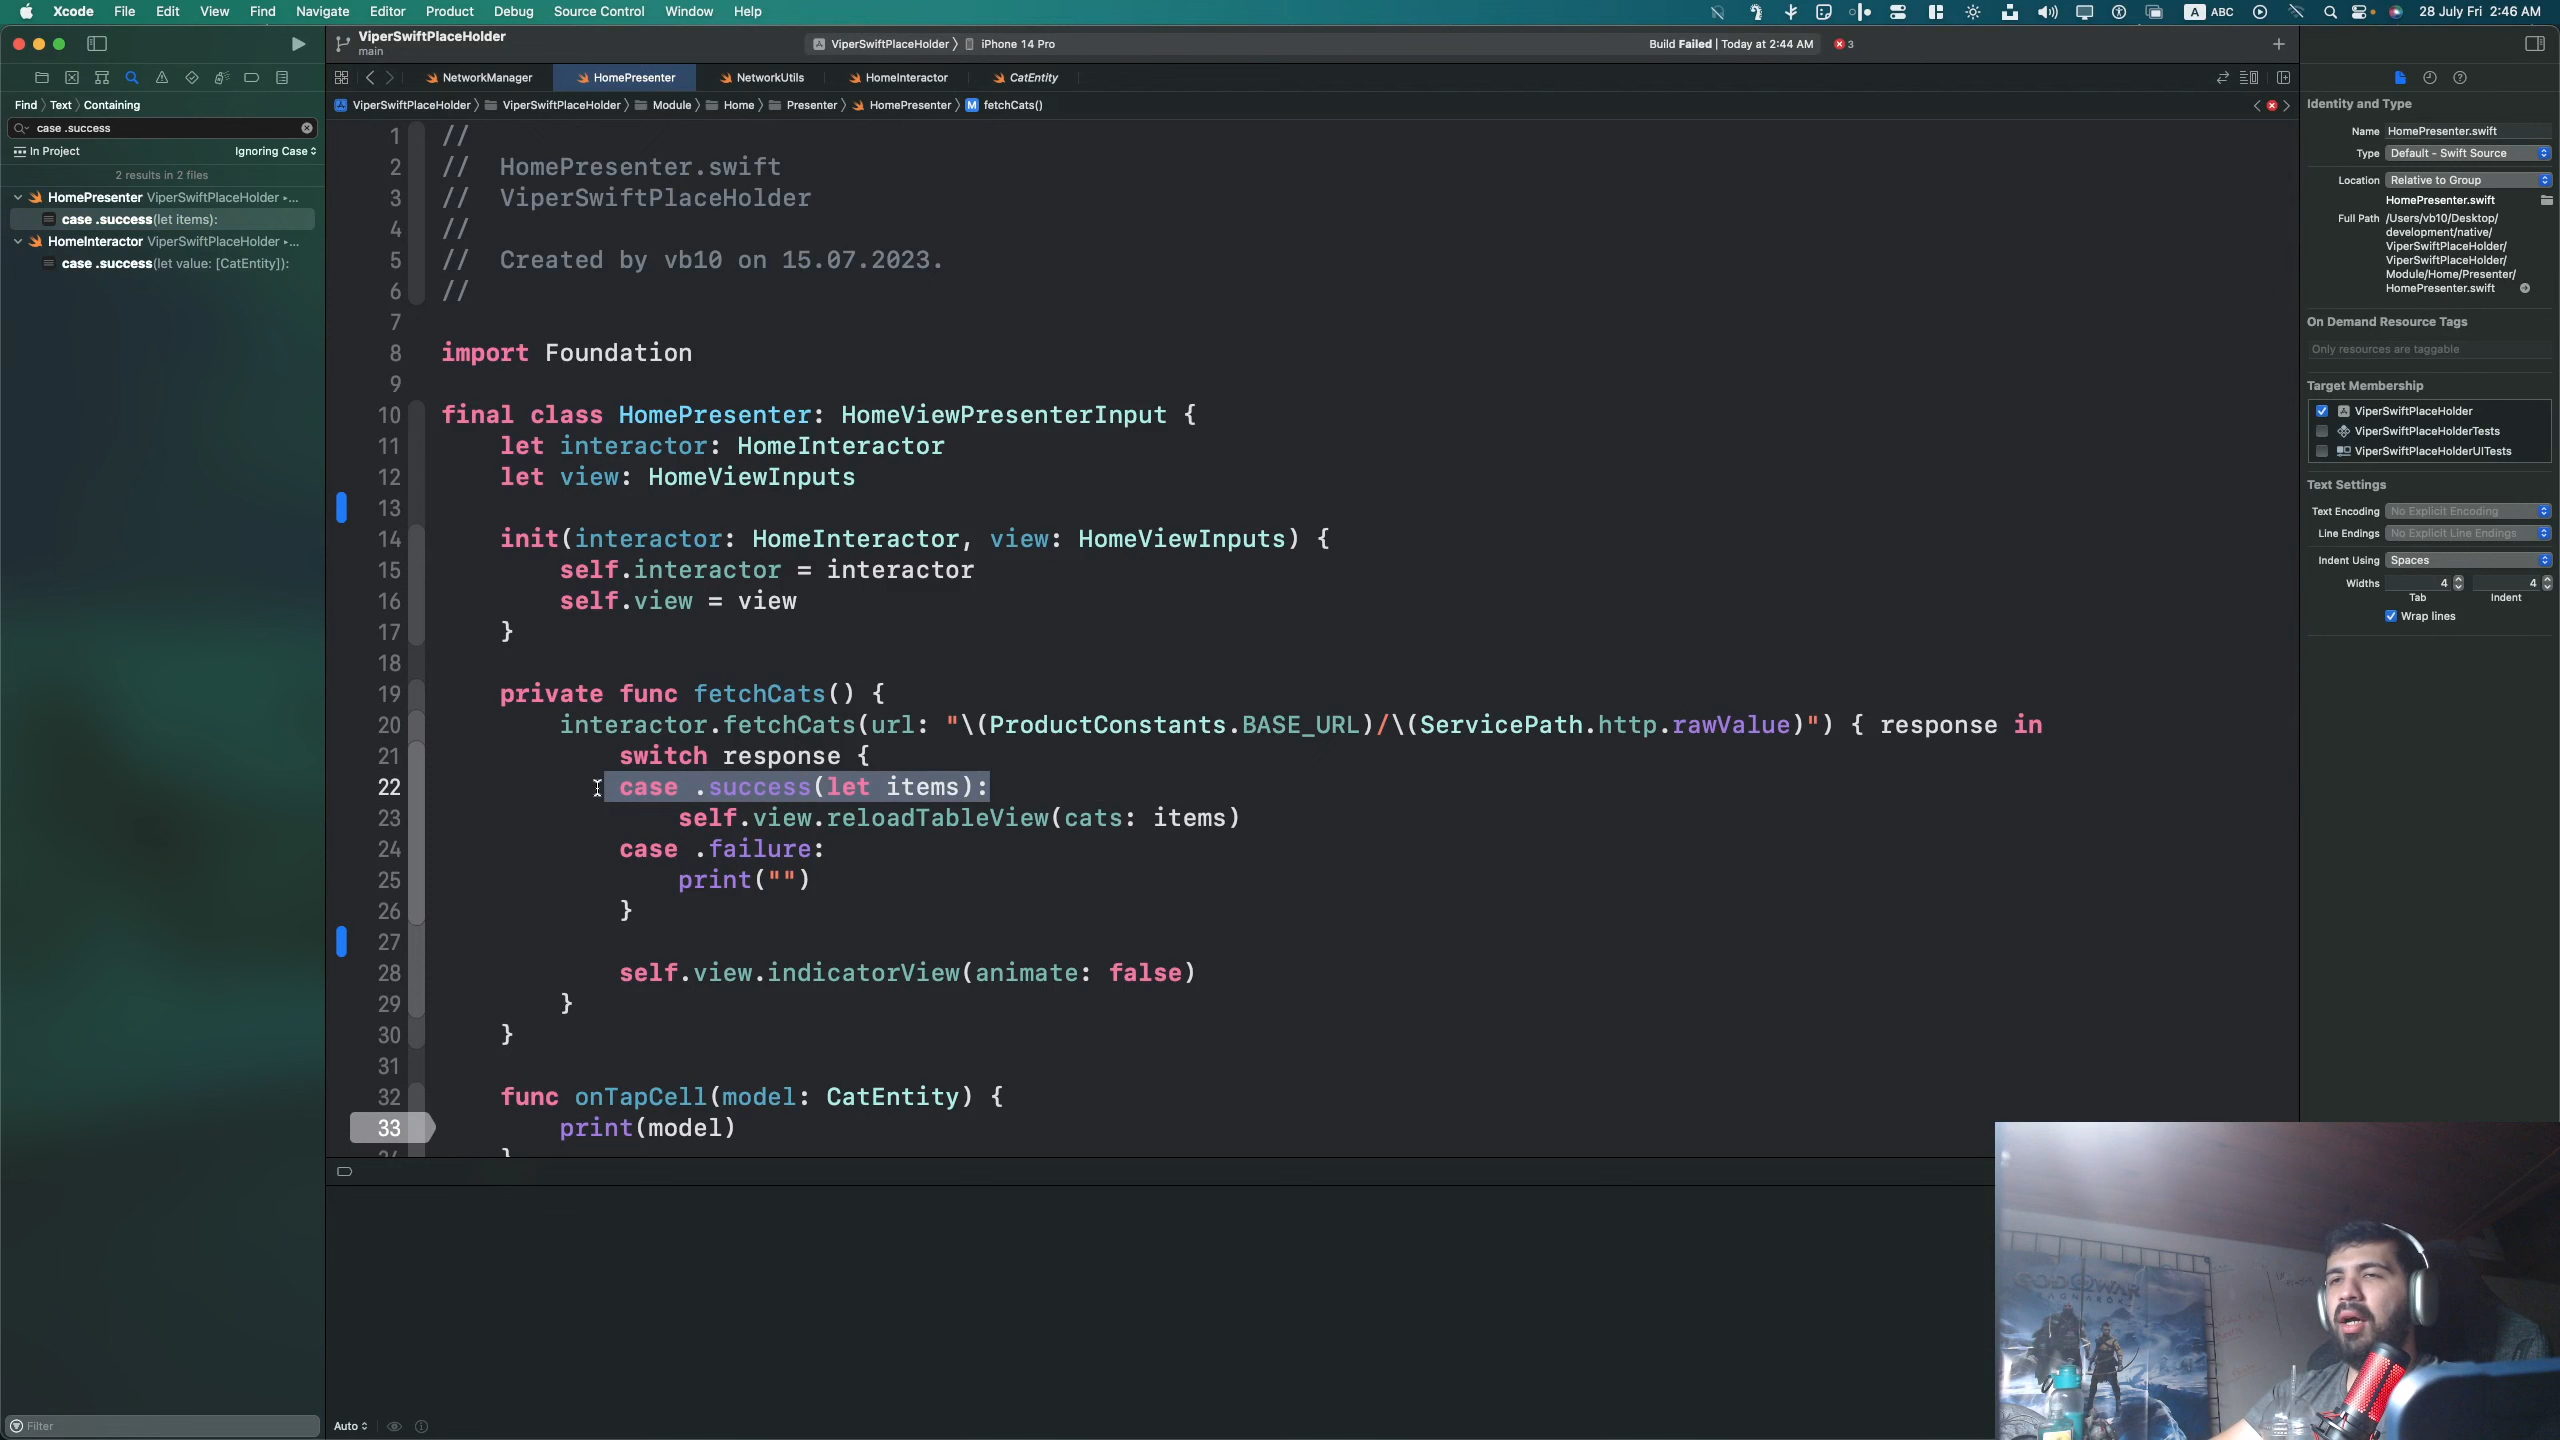 Xcode File Edit View Find Navigate Editor Product Debug Source Control Window Help
A ABC
28 July Fri 2:46 AM
ViperSwiftPlaceHolder
main
ViperSwiftPlaceHolder 〉 iPhone 14 Pro
Build Failed | Today at 2:44 AM
3
NetworkManager HomePresenter NetworkUtils HomeInteractor CatEntity
Find 〉 Text 〉 Containing
ViperSwiftPlaceHolder 〉 ViperSwiftPlaceHolder 〉 Module 〉 Home 〉 Presenter 〉 HomePresenter 〉 M fetchCats()
case .success
In Project
Ignoring Case
2 results in 2 files
HomePresenter ViperSwiftPlaceHolder ▸...
case .success(let items):
HomeInteractor ViperSwiftPlaceHolder ▸...
case .success(let value: [CatEntity]):
Filter
1 //
2 //  HomePresenter.swift
3 //  ViperSwiftPlaceHolder
4 //
5 //  Created by vb10 on 15.07.2023.
6 //
7
8 import Foundation
9
10 final class HomePresenter: HomeViewPresenterInput {
11     let interactor: HomeInteractor
12     let view: HomeViewInputs
13
14     init(interactor: HomeInteractor, view: HomeViewInputs) {
15         self.interactor = interactor
16         self.view = view
17     }
18
19     private func fetchCats() {
20         interactor.fetchCats(url: "\(ProductConstants.BASE_URL)/\(ServicePath.http.rawValue)") { response in
21             switch response {
22             case .success(let items):
23                 self.view.reloadTableView(cats: items)
24             case .failure:
25                 print("")
26             }
27
28             self.view.indicatorView(animate: false)
29         }
30     }
31
32     func onTapCell(model: CatEntity) {
33         print(model)
34     }
Auto
Identity and Type
Name HomePresenter.swift
Type Default - Swift Source
Location Relative to Group
HomePresenter.swift
Full Path /Users/vb10/Desktop/
development/native/
ViperSwiftPlaceHolder/
ViperSwiftPlaceHolder/
Module/Home/Presenter/
HomePresenter.swift
On Demand Resource Tags
Only resources are taggable
Target Membership
ViperSwiftPlaceHolder
ViperSwiftPlaceHolderTests
ViperSwiftPlaceHolderUITests
Text Settings
Text Encoding No Explicit Encoding
Line Endings No Explicit Line Endings
Indent Using Spaces
Widths 4 4
Tab Indent
Wrap lines
GOD OF WAR
RAGNARÖK